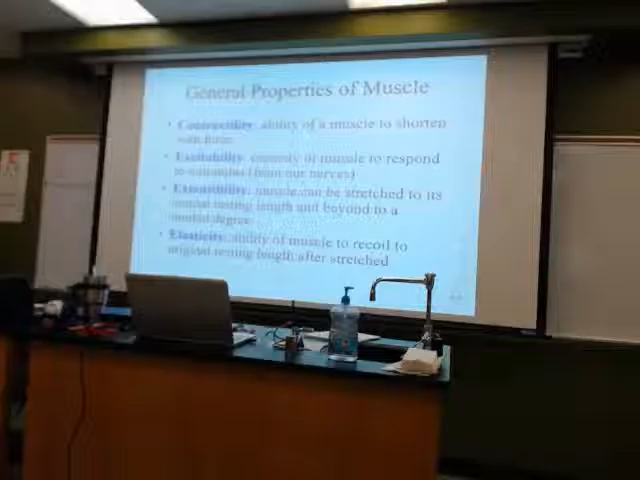 General Properties of Muscle
• Contractility: ability of a muscle to shorten
with force
• Excitability: capacity of muscle to respond
to a stimulus (from our nerves)
• Extensibility: muscle can be stretched to its
normal resting length and beyond to a
limited degree
• Elasticity: ability of muscle to recoil to
original resting length after stretched